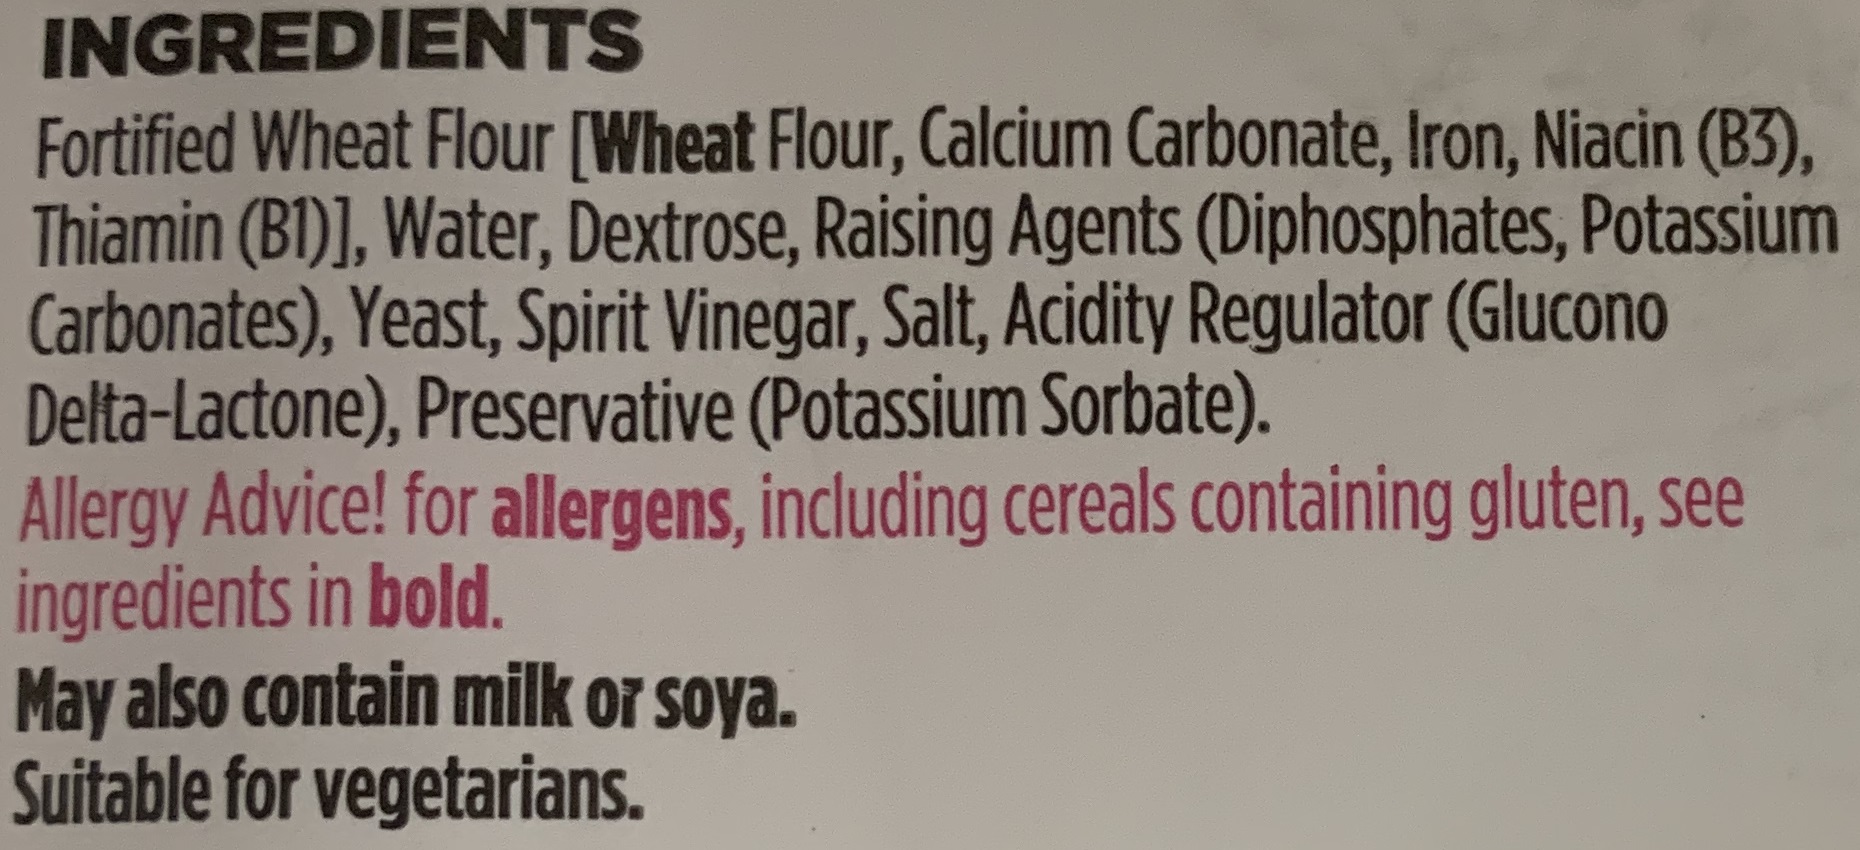 INGREDIENTS
Fortified Wheat Flour [Wheat Flour, Calcium Carbonate, Iron, Niacin (B3),
Thiamin (B1)], Water, Dextrose, Raising Agents (Diphosphates, Potassium
Carbonates), Yeast, Spirit Vinegar, Salt, Acidity Regulator (Glucono
Delta-Lactone), Preservative (Potassium Sorbate).
Allergy Advice! for allergens, including cereals containing gluten, see
ingredients in bold.
May also contain milk or soya.
Suitable for vegetarians.